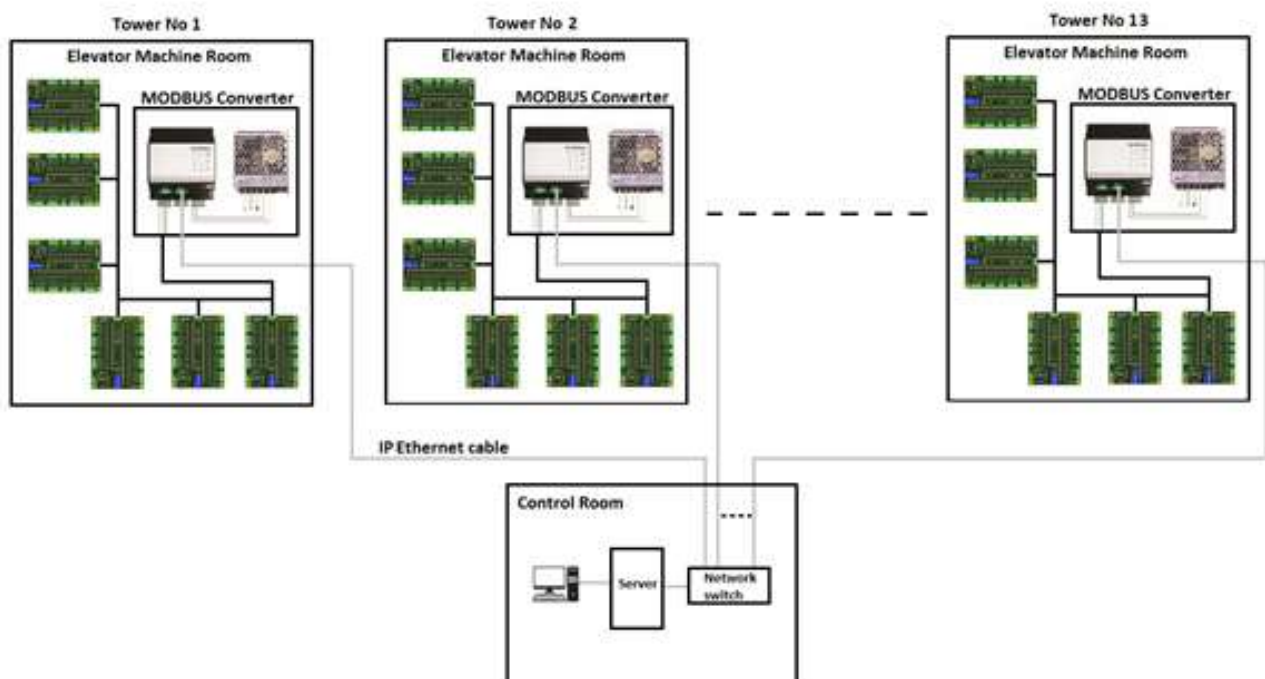 Tower No 1
Elevator Machine Room
MODBUS Converter
Tower No 2
Elevator Machine Room
MODBUS Converter
Tower No 13
Elevator Machine Room
MODBUS Converter
IP Ethernet cable
Control Room
Server
Network
switch